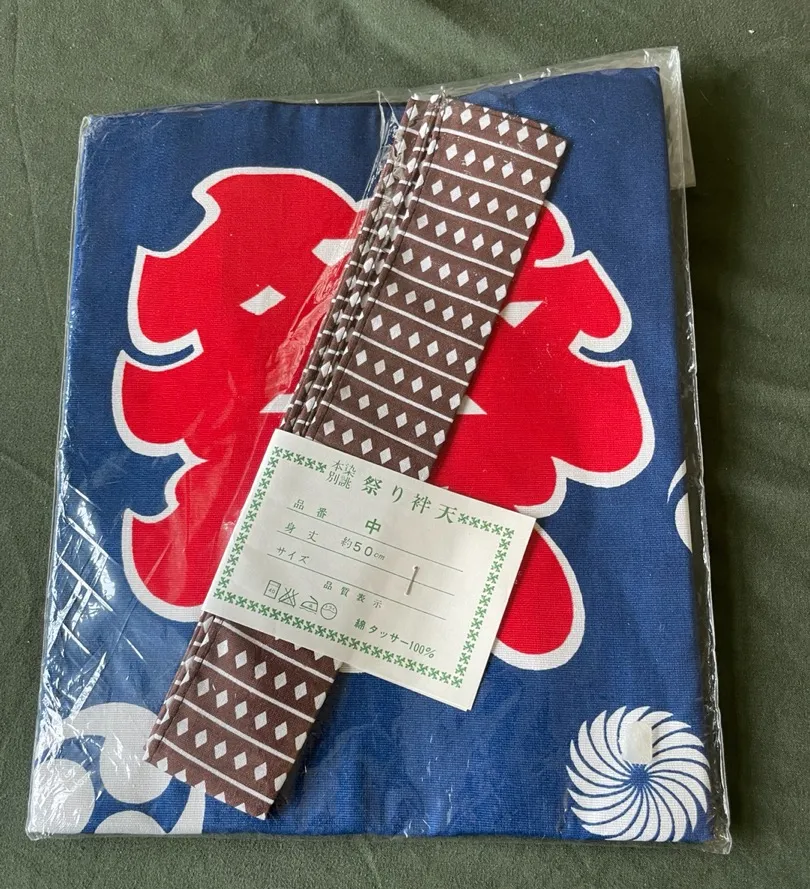 本染
別誂 祭り袢天
品番 中
身丈 約50cm
サイズ
品質表示
40
綿タッサー100%